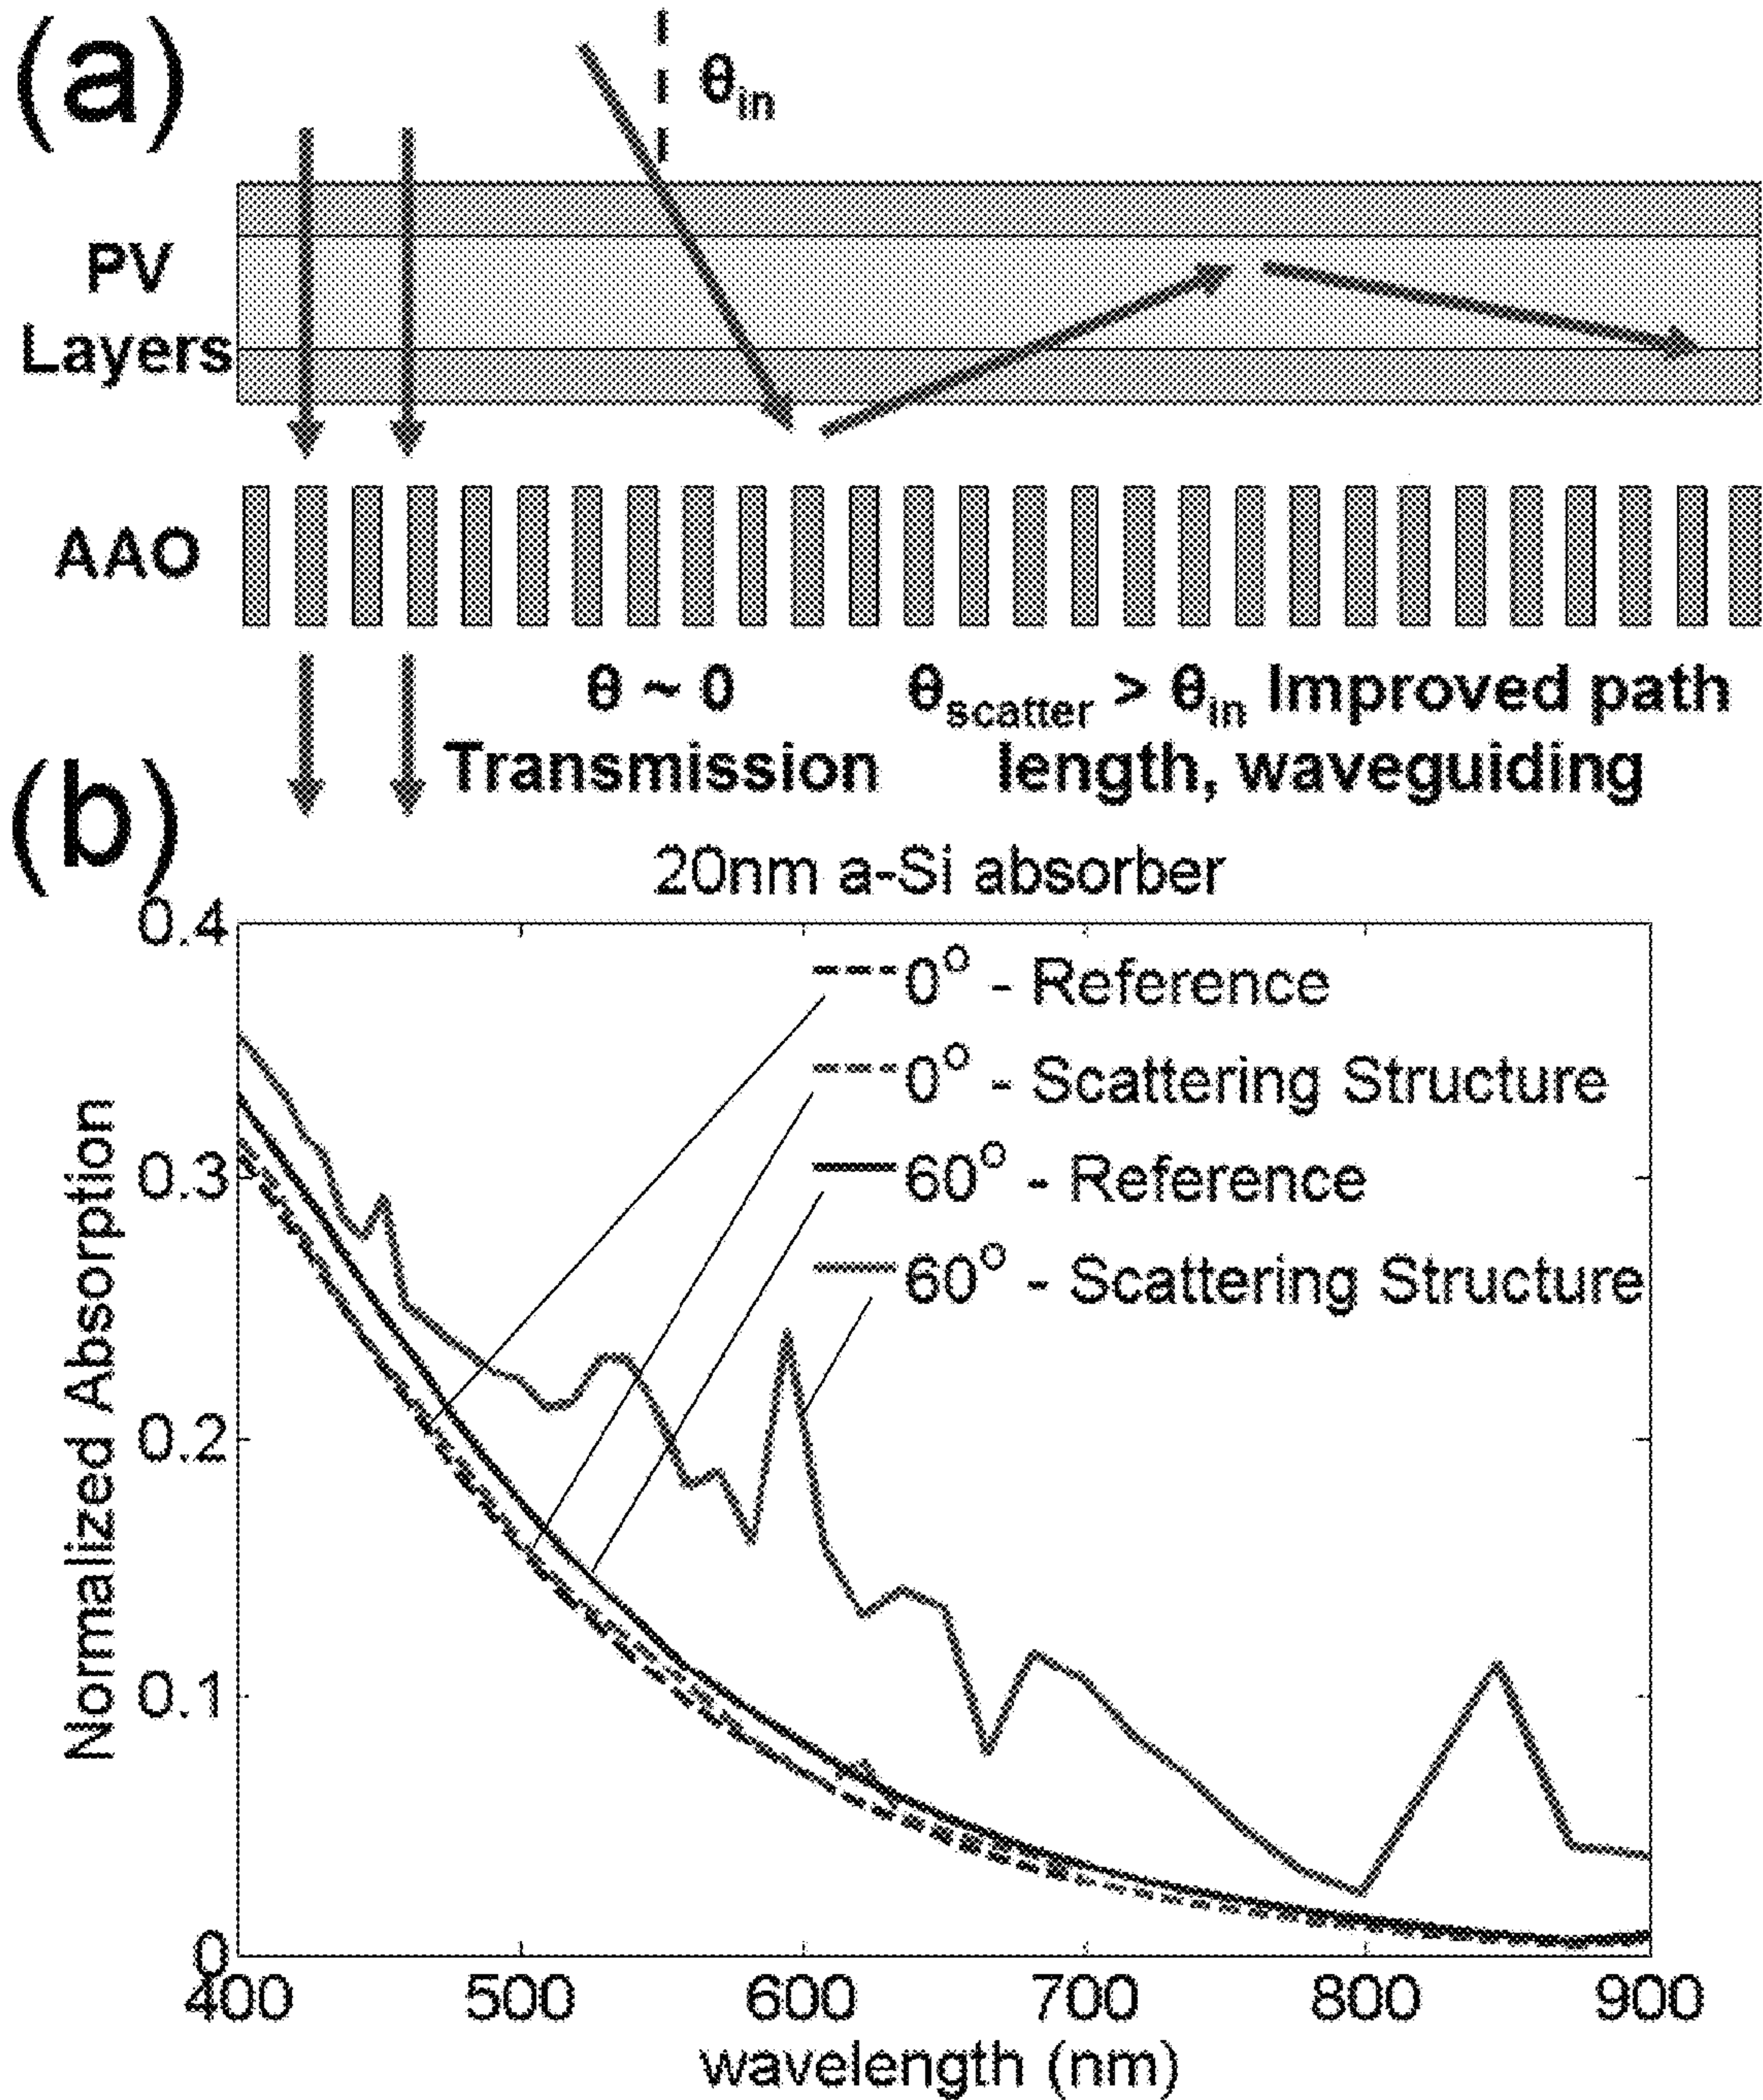 (a)
θin
PV
Layers
AAO
θ ~ 0
Transmission
θscatter > θin Improved path
length, waveguiding
(b)
20nm a-Si absorber
0° - Reference
0° - Scattering Structure
60° - Reference
60° - Scattering Structure
Normalized Absorption
0.4
0.3
0.2
0.1
0
400 500 600 700 800 900
wavelength (nm)